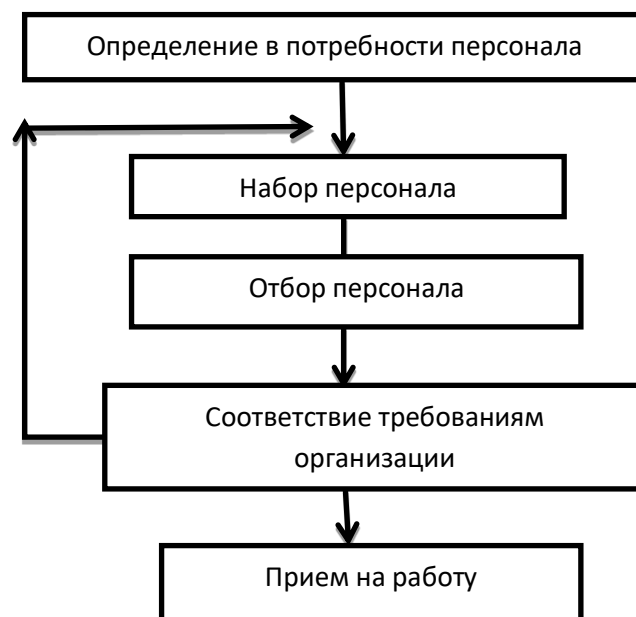 Определение в потребности персонала
Набор персонала
Отбор персонала
Соответствие требованиям
организации
Прием на работу